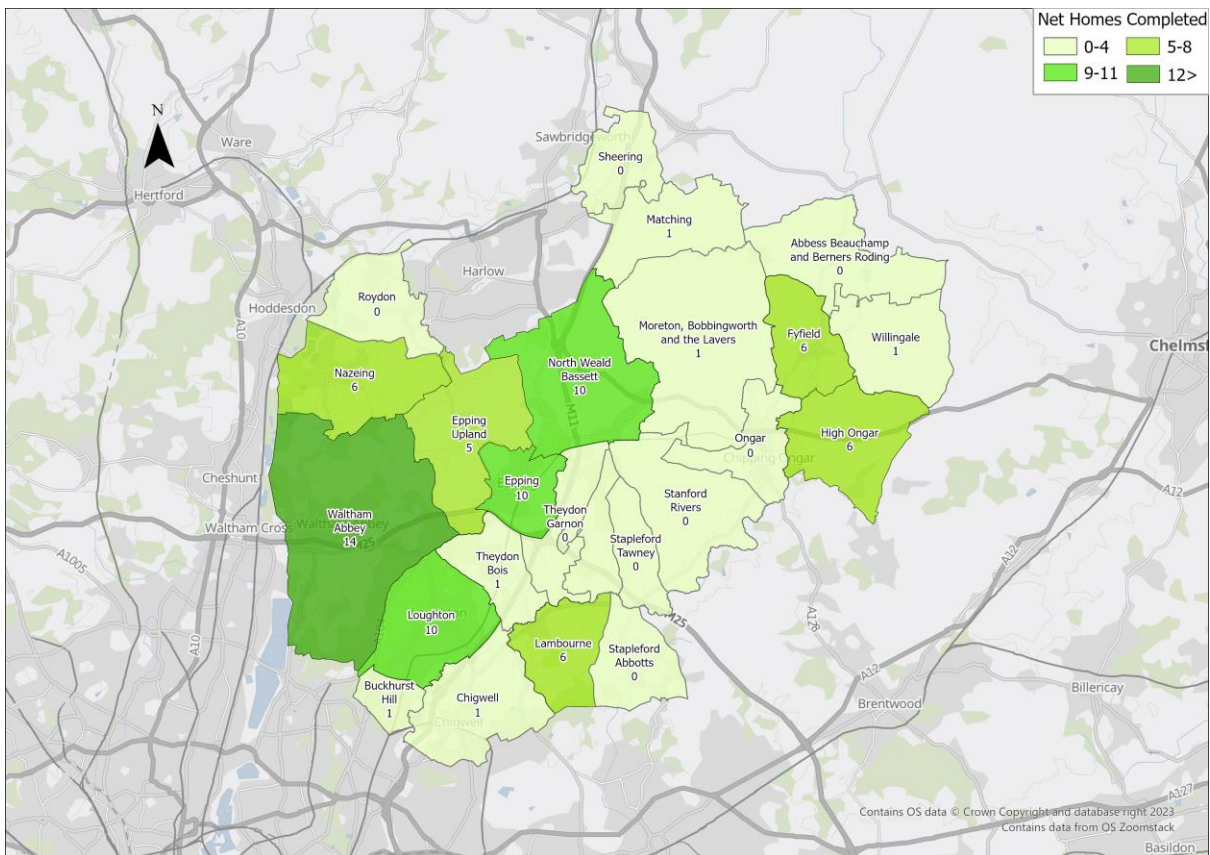 Net Homes Completed
0-4
5-8
9-11
12>
N
Ware
Hertford
Sawbridgeworth
Sheering
0
Matching
1
Abbess Beauchamp
and Berners Roding
0
Harlow
Hoddesdon
Roydon
0
A10
Moreton, Bobbingworth
and the Lavers
1
Fyfield
6
Willingale
1
Chelmsf
North Weald
Bassett
10
Nazeing
6
M11
Epping
Upland
5
Ongar
0
Chipping Ongar
High Ongar
6
A12
Cheshunt
Epping
10
Theydon
Garnon
0
Stanford
Rivers
0
Waltham Cross
Waltham Abbey
Waltham
Abbey
14
M25
Stapleford
Tawney
0
A1005
Theydon
Bois
1
A12
Loughton
10
M25
A128
Lambourne
6
Stapleford
Abbotts
0
A10
A12
Buckhurst
Hill
1
Chigwell
1
Chigwell
Billericay
Brentwood
A127
Contains OS data © Crown Copyright and database right 2023
Contains data from OS Zoomstack
Basildon